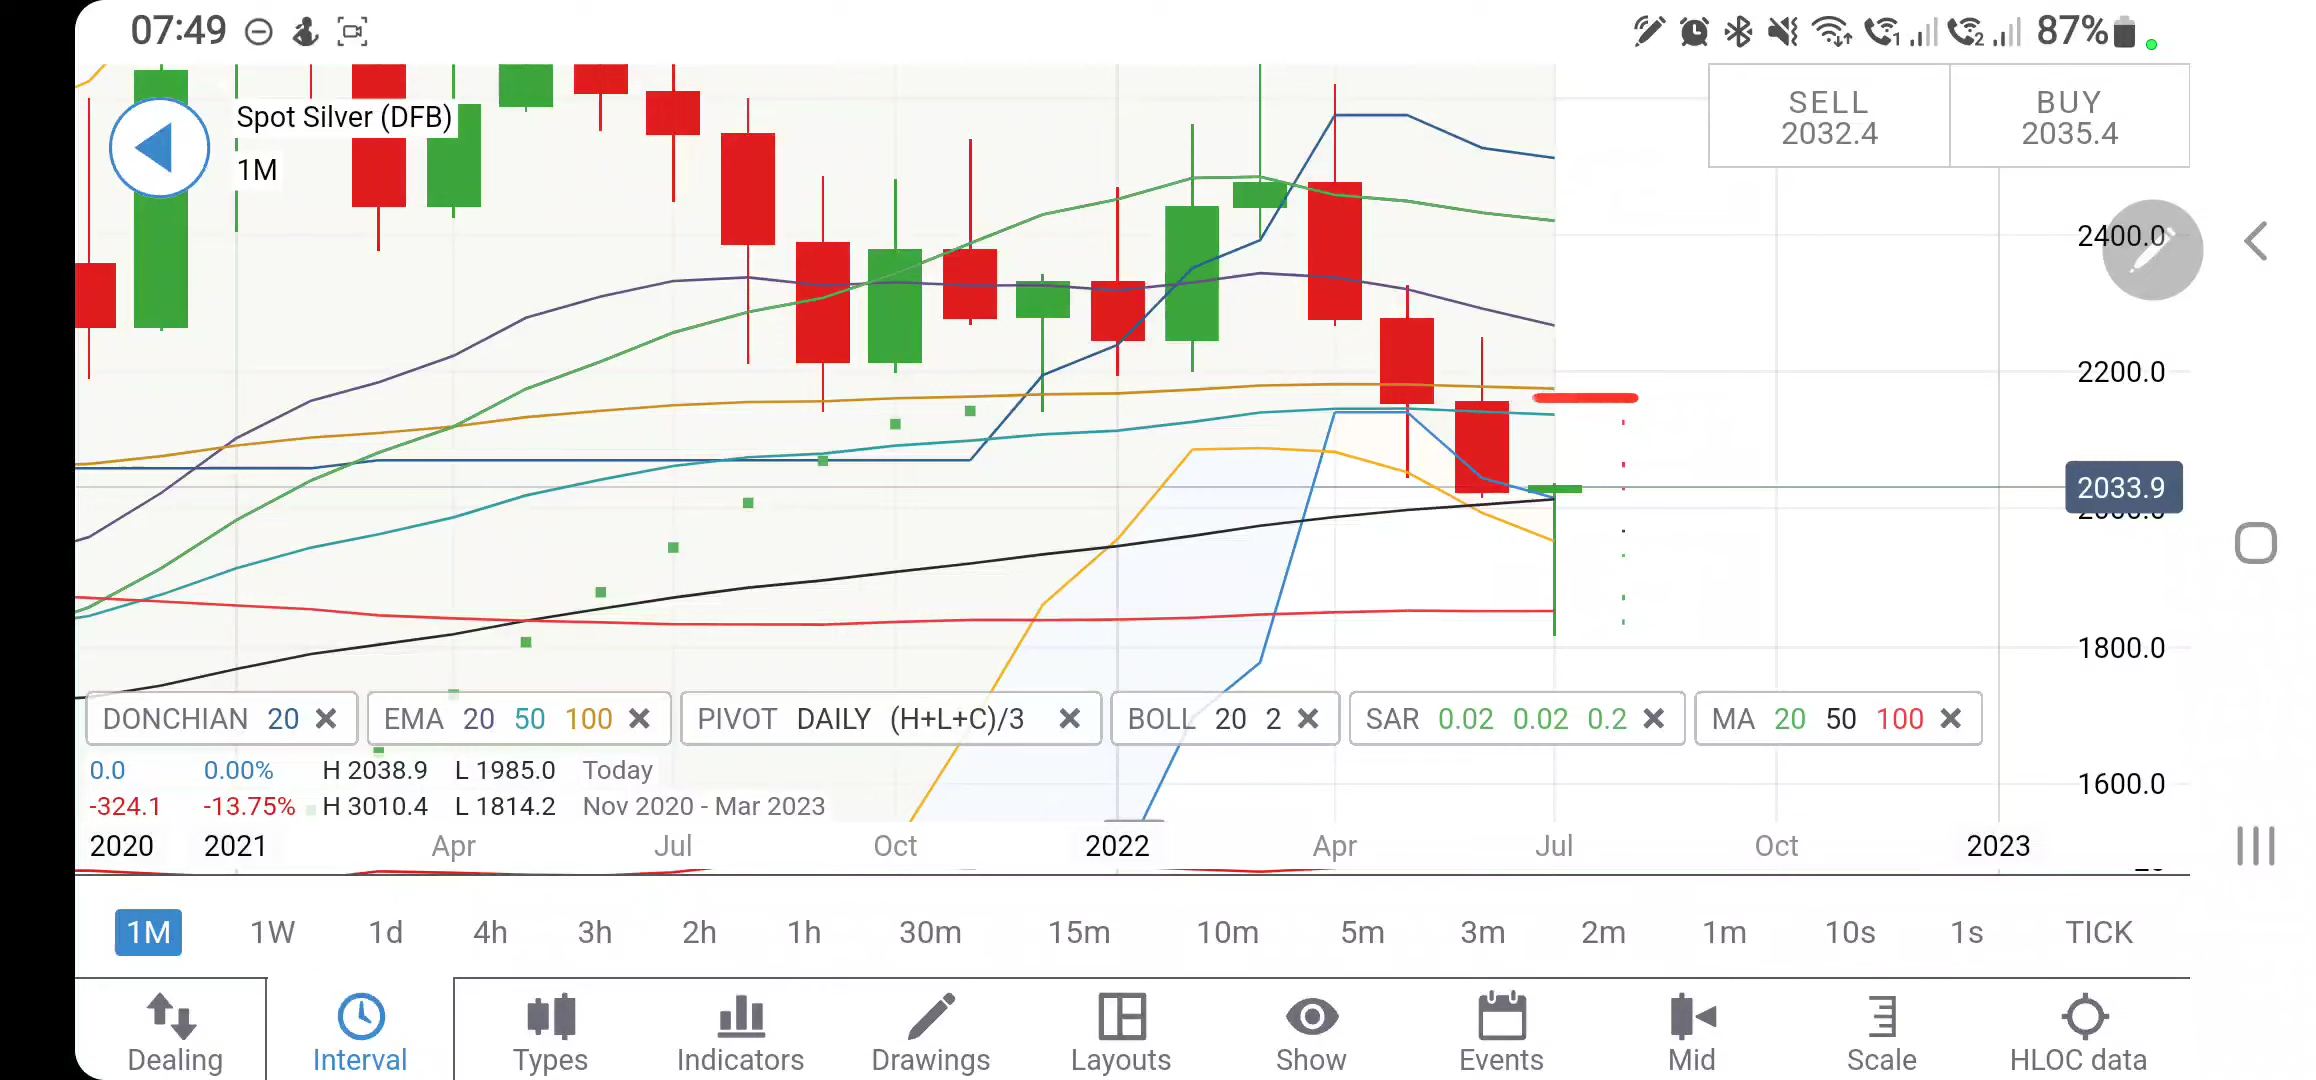 07:49
87%
Spot Silver (DFB)
1M
SELL
2032.4
BUY
2035.4
2400.0
2200.0
2033.9
1800.0
1600.0
DONCHIAN 20
EMA 20 50 100
PIVOT DAILY (H+L+C)/3
BOLL 20 2
SAR 0.02 0.02 0.2
MA 20 50 100
0.0 0.00% H 2038.9 L 1985.0 Today
-324.1 -13.75% H 3010.4 L 1814.2 Nov 2020 - Mar 2023
2020 2021 Apr Jul Oct 2022 Apr Jul Oct 2023
1M 1W 1d 4h 3h 2h 1h 30m 15m 10m 5m 3m 2m 1m 10s 1s TICK
Dealing Interval Types Indicators Drawings Layouts Show Events Mid Scale HLOC data